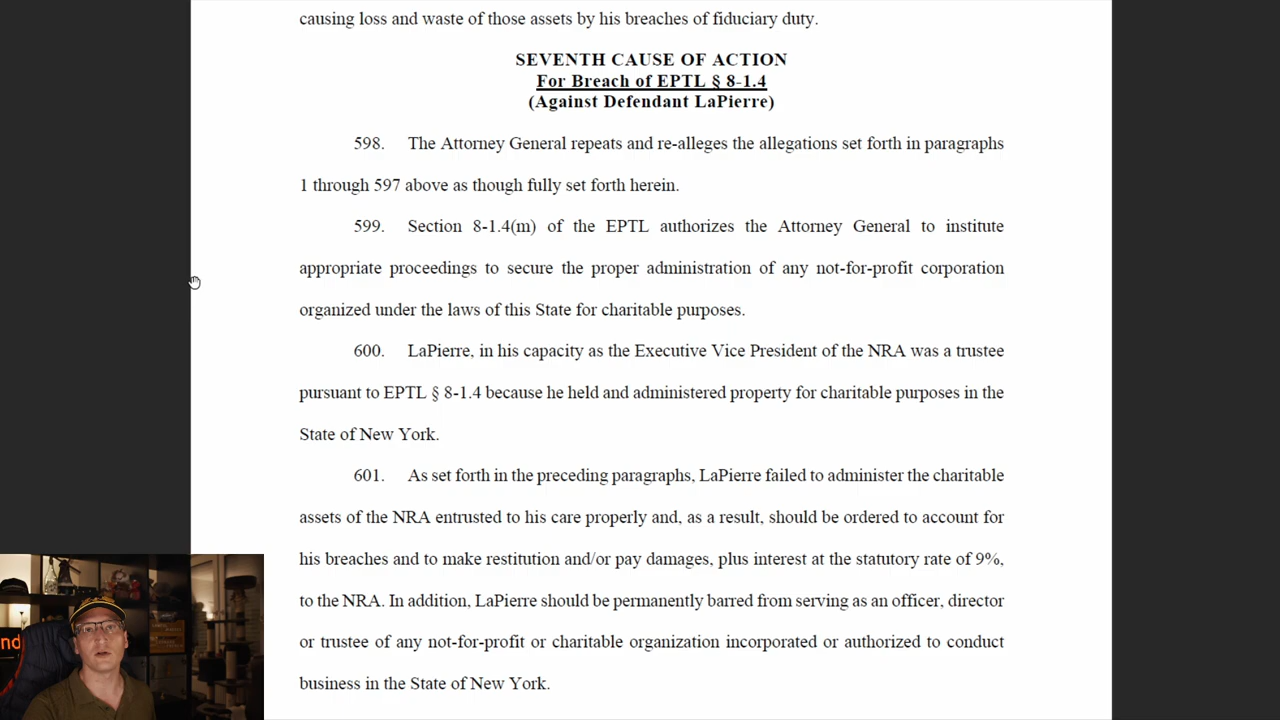 causing loss and waste of those assets by his breaches of fiduciary duty.
SEVENTH CAUSE OF ACTION
For Breach of EPTL § 8-1.4
(Against Defendant LaPierre)
598. The Attorney General repeats and re-alleges the allegations set forth in paragraphs
1 through 597 above as though fully set forth herein.
599. Section 8-1.4(m) of the EPTL authorizes the Attorney General to institute
appropriate proceedings to secure the proper administration of any not-for-profit corporation
organized under the laws of this State for charitable purposes.
600. LaPierre, in his capacity as the Executive Vice President of the NRA was a trustee
pursuant to EPTL § 8-1.4 because he held and administered property for charitable purposes in the
State of New York.
601. As set forth in the preceding paragraphs, LaPierre failed to administer the charitable
assets of the NRA entrusted to his care properly and, as a result, should be ordered to account for
his breaches and to make restitution and/or pay damages, plus interest at the statutory rate of 9%,
to the NRA. In addition, LaPierre should be permanently barred from serving as an officer, director
or trustee of any not-for-profit or charitable organization incorporated or authorized to conduct
business in the State of New York.